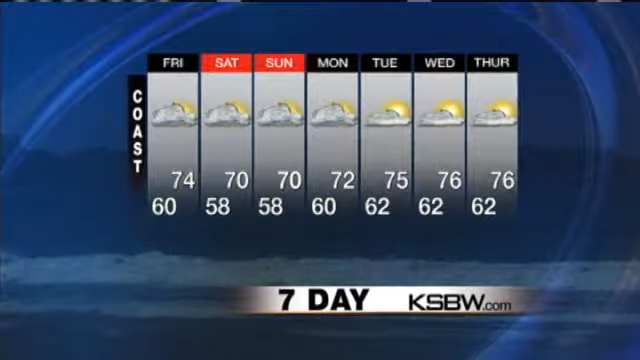 FRI SAT SUN MON TUE WED THUR
COAST
74 70 70 72 75 76 76
60 58 58 60 62 62 62
7 DAY KSBW.com